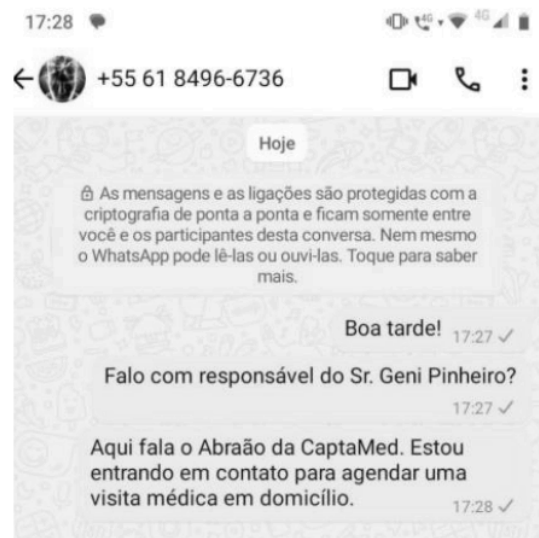 17:28
4G 4G
+55 61 8496-6736
Hoje
As mensagens e as ligações são protegidas com a
criptografia de ponta a ponta e ficam somente entre
você e os participantes desta conversa. Nem mesmo
o WhatsApp pode lê-las ou ouvi-las. Toque para saber
mais.
Boa tarde! 17:27
Falo com responsável do Sr. Geni Pinheiro?
17:27
Aqui fala o Abraão da CaptaMed. Estou
entrando em contato para agendar uma
visita médica em domicílio. 17:28